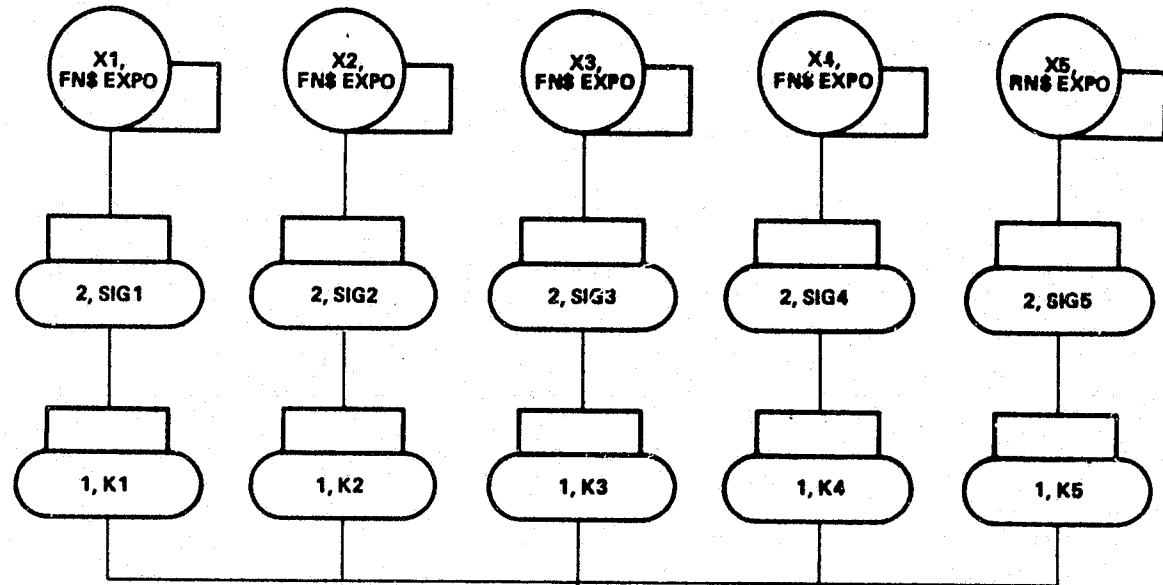 X1,
FN$ EXPO
X2,
FN$ EXPO
X3,
FN$ EXPO
X4,
FN$ EXPO
X5,
RN$ EXPO
2, SIG1
2, SIG2
2, SIG3
2, SIG4
2, SIG5
1, K1
1, K2
1, K3
1, K4
1, K5